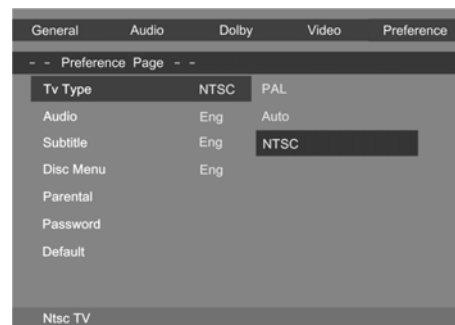 General Audio Dolby Video Preference
- - Preference Page - -
Tv Type NTSC PAL
Audio Eng Auto
Subtitle Eng NTSC
Disc Menu Eng
Parental
Password
Default
Ntsc TV